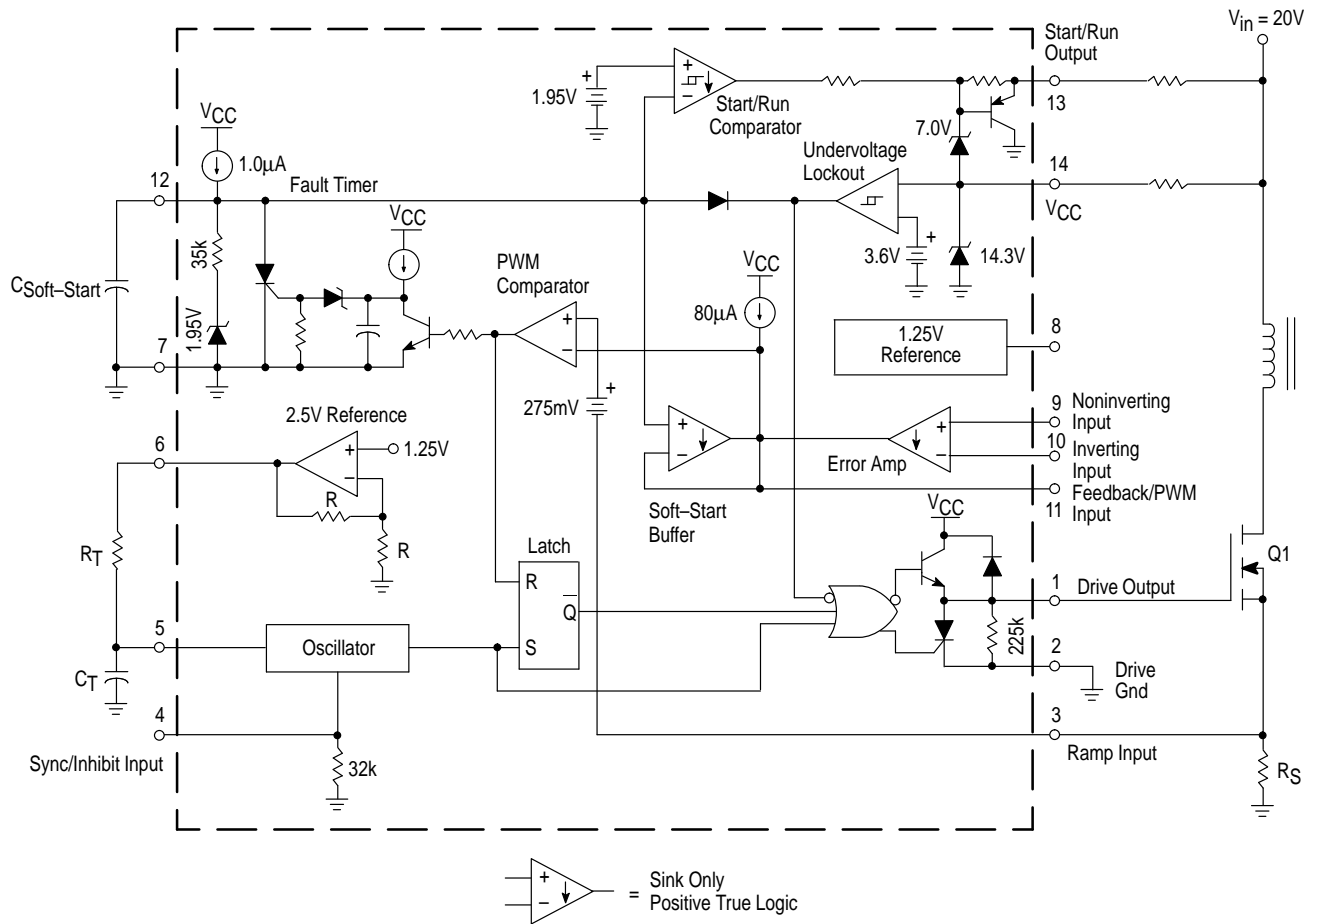 V_in = 20V
Start/Run
Output
13
1.95V
Start/Run
Comparator
7.0V
V_CC
1.0µA
12
Fault Timer
Undervoltage
Lockout
14
V_CC
V_CC
35k
3.6V
14.3V
C_Soft–Start
PWM
Comparator
V_CC
80µA
1.95V
1.25V
Reference
8
7
275mV
9
Noninverting
Input
2.5V Reference
1.25V
6
10
Inverting
Input
Error Amp
R
Soft–Start
Buffer
Feedback/PWM
Input
11
V_CC
R_T
R
Latch
Q1
R
Q
S
1
Drive Output
225k
5
Oscillator
2
Drive
Gnd
C_T
4
3
Sync/Inhibit Input
32k
Ramp Input
R_S
= Sink Only
Positive True Logic